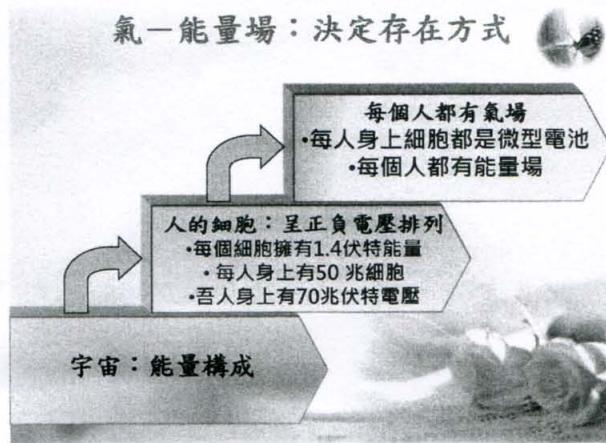 氣－能量場：決定存在方式
每個人都有氣場
•每人身上細胞都是微型電池
•每個人都有能量場
人的細胞：呈正負電壓排列
•每個細胞擁有1.4伏特能量
•每人身上有50 兆細胞
•吾人身上有70兆伏特電壓
宇宙：能量構成